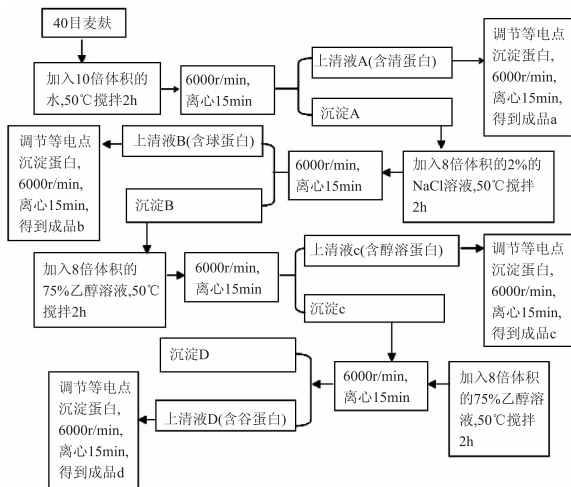 40目麦麸
加入10倍体积的
水,50℃搅拌2h
6000r/min,
离心15min
上清液A(含清蛋白)
沉淀A
调节等电点
沉淀蛋白,
6000r/min,
离心15min,
得到成品a
加入8倍体积的2%的
NaCl溶液,50℃搅拌
2h
6000r/min,
离心15min
上清液B(含球蛋白)
沉淀B
调节等电点
沉淀蛋白,
6000r/min,
离心15min,
得到成品b
加入8倍体积的
75%乙醇溶液,50℃
搅拌2h
6000r/min,
离心15min
上清液c(含醇溶蛋白)
沉淀c
调节等电点
沉淀蛋白,
6000r/min,
离心15min,
得到成品c
加入8倍体积
的75%乙醇溶
液,50℃搅拌
2h
6000r/min,
离心15min
沉淀D
上清液D(含谷蛋白)
调节等电点
沉淀蛋白,
6000r/min,
离心15min,
得到成品d